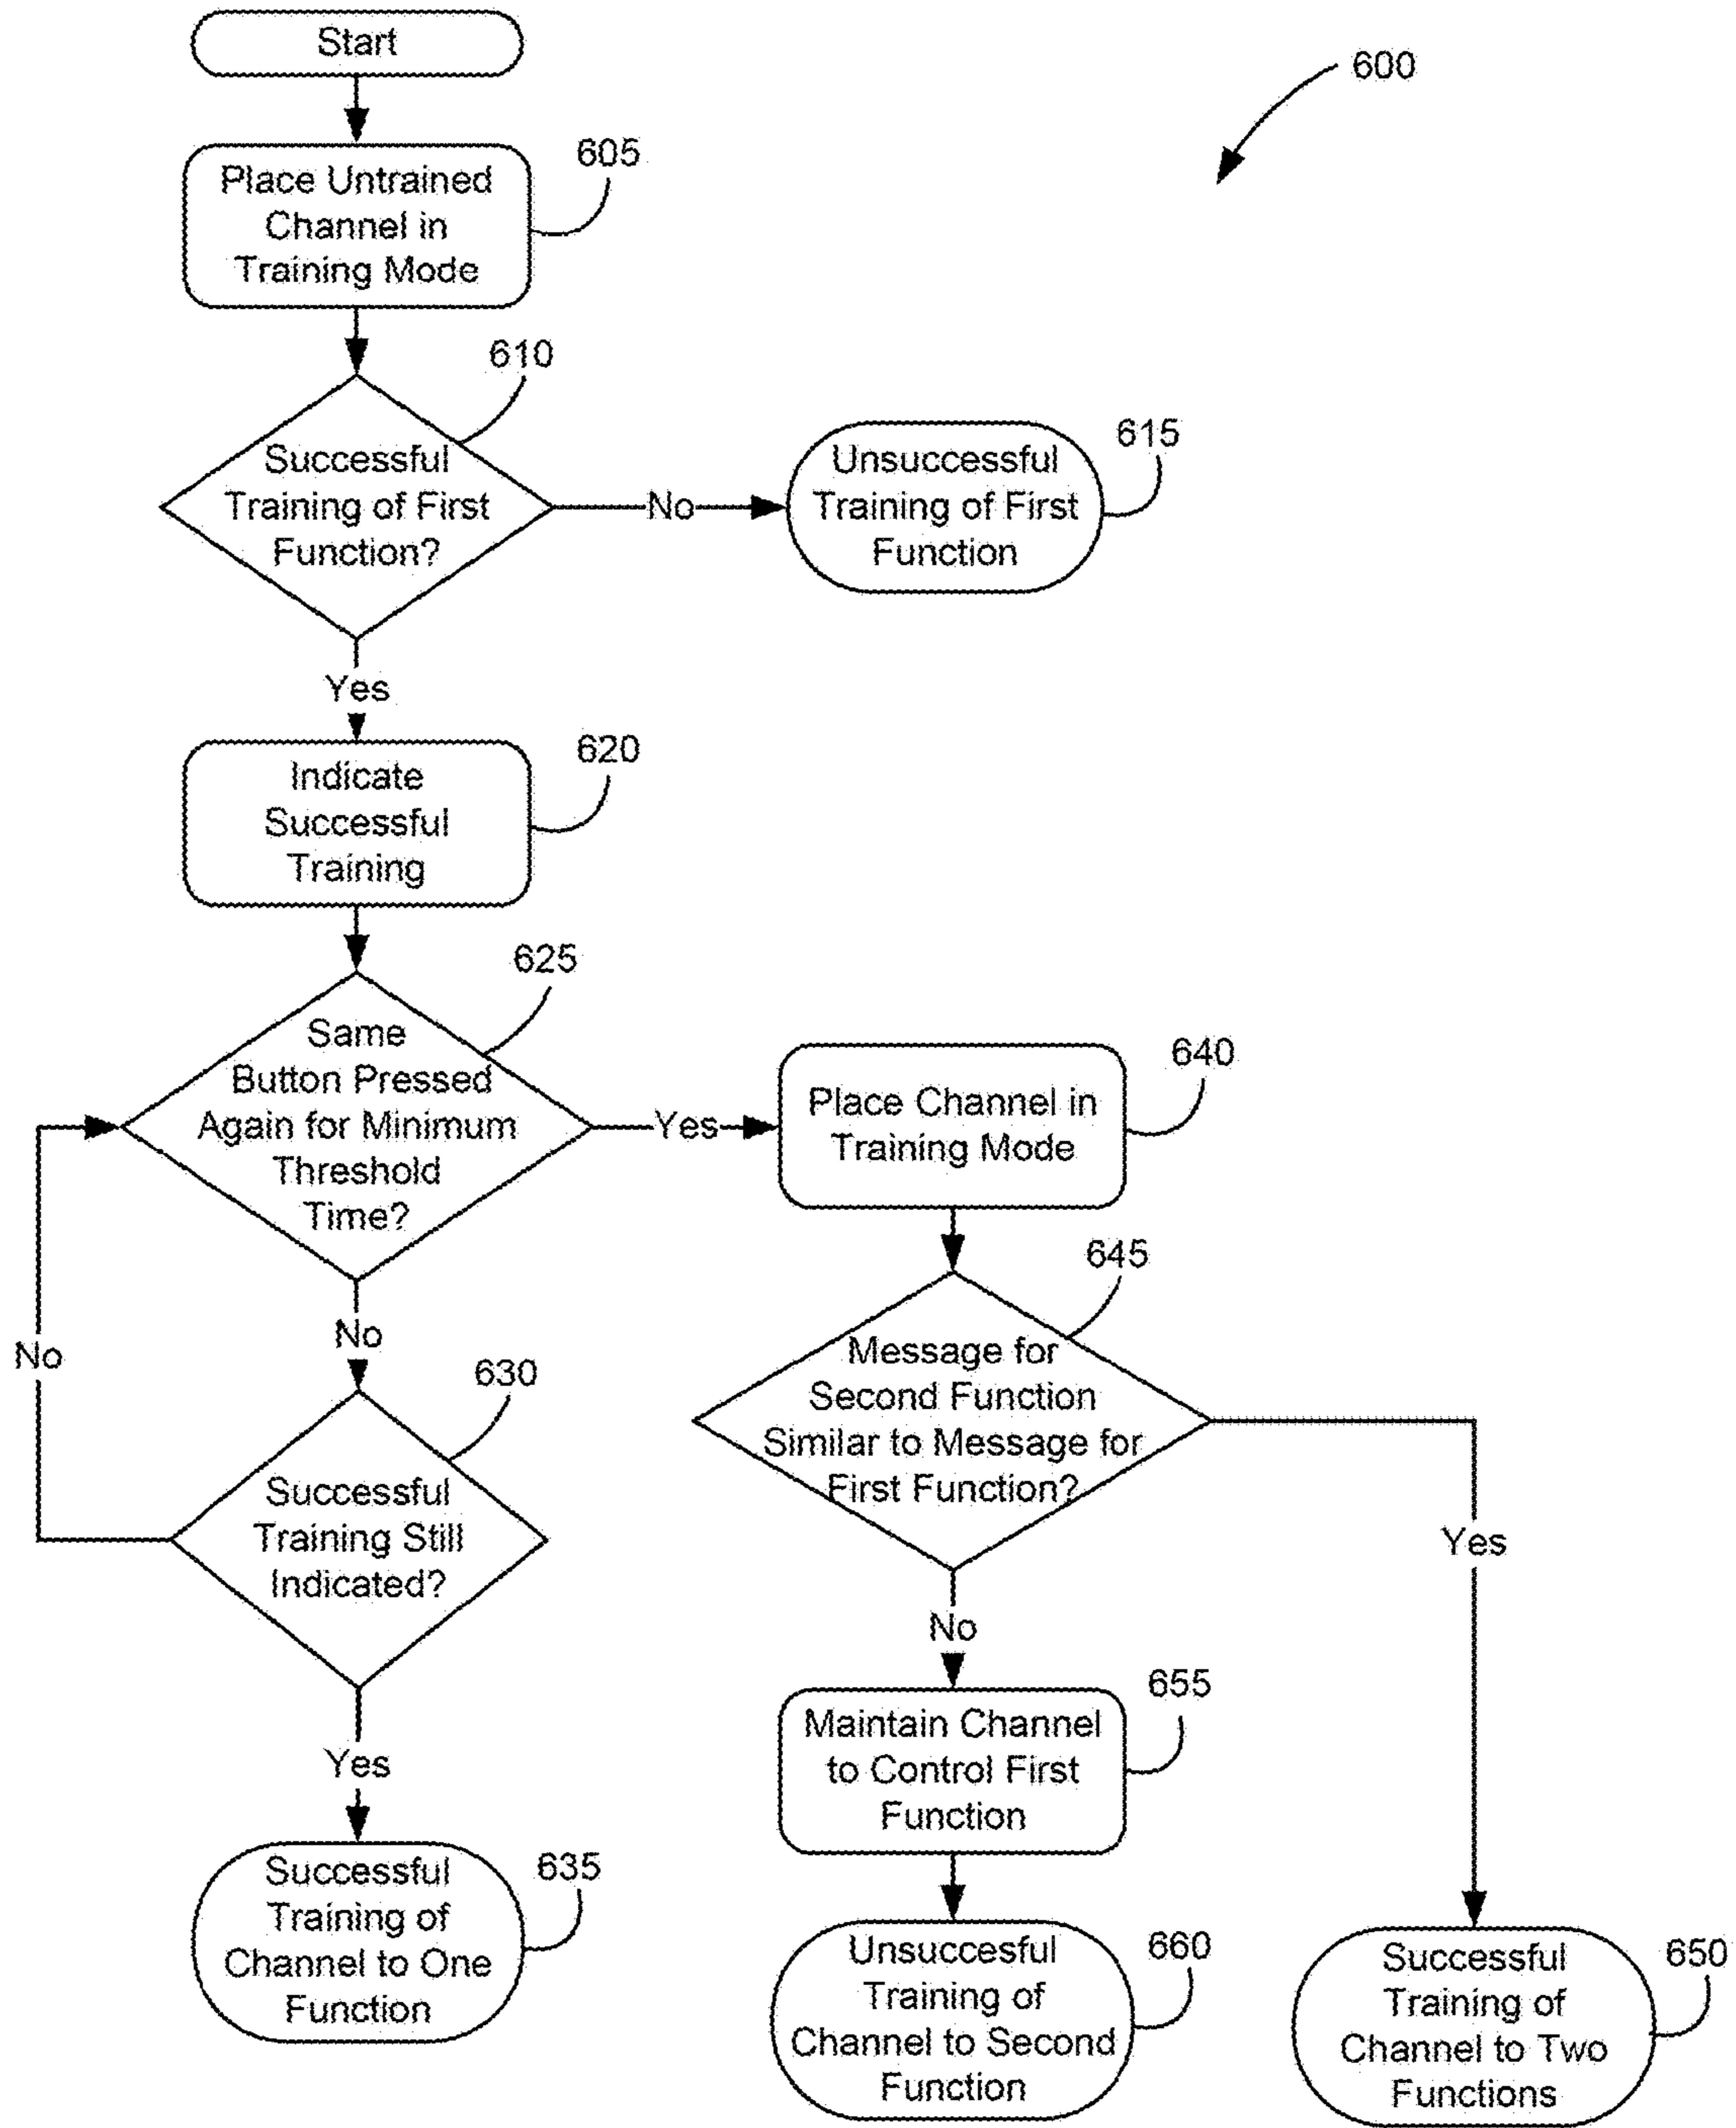 Start
600
Place Untrained
Channel in
Training Mode
605
610
Successful
Training of First
Function?
No
Unsuccessful
Training of First
Function
615
Yes
Indicate
Successful
Training
620
625
Same
Button Pressed
Again for Minimum
Threshold
Time?
Yes
Place Channel in
Training Mode
640
No
No
630
Successful
Training Still
Indicated?
645
Message for
Second Function
Similar to Message for
First Function?
Yes
No
Yes
Maintain Channel
to Control First
Function
655
Successful
Training of
Channel to One
Function
635
Unsuccesful
Training of
Channel to Second
Function
660
Successful
Training of
Channel to Two
Functions
650